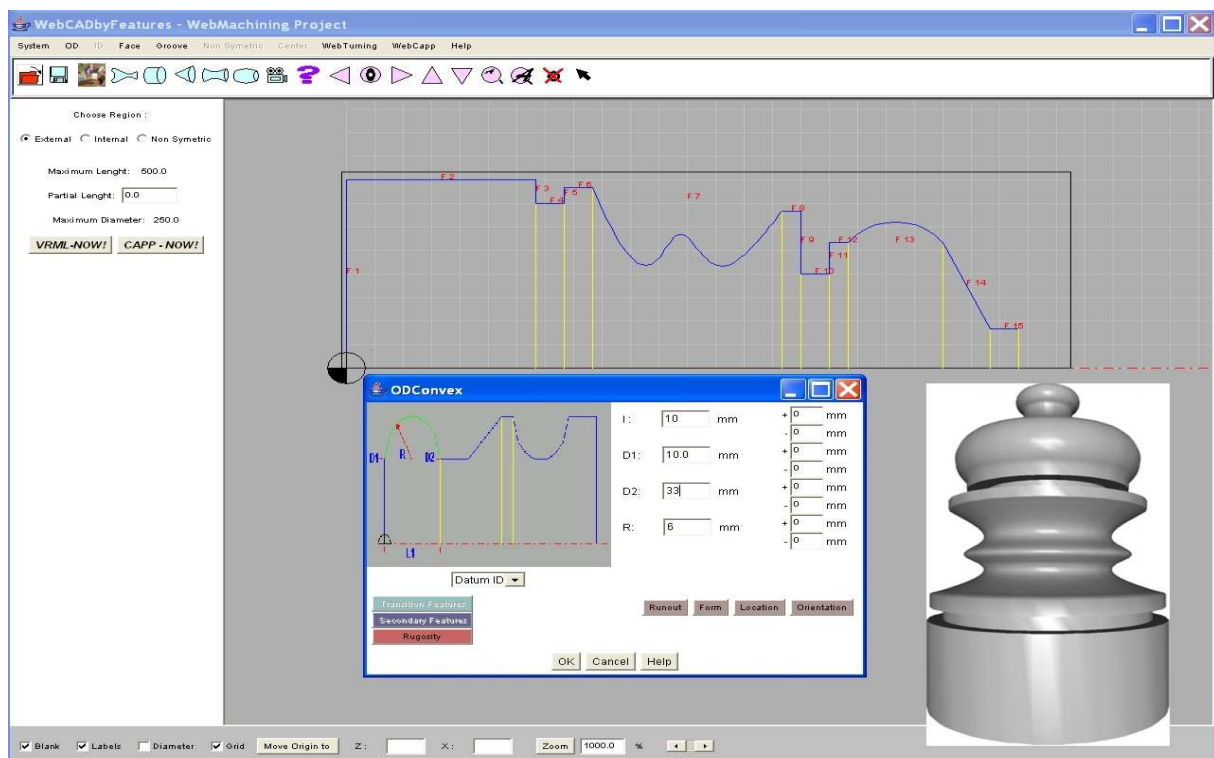 WebCADbyFeatures - WebMachining Project
System OD ID Face Groove Non Symetric Center WebTurning WebCapp Help
Choose Region :
External Internal Non Symetric
Maximum Lenght: 500.0
Partial Lenght: 0.0
Maximum Diameter: 250.0
VRML-NOW! CAPP - NOW!
F 1
F 2
F 3
F 4
F 5
F 6
F 7
F 8
F 9
F 10
F 11
F 12
F 13
F 14
F 15
ODConvex
D1 R D2
L1
l : 10 mm + 0 mm
- 0 mm
D1: 10.0 mm + 0 mm
- 0 mm
D2: 33 mm + 0 mm
- 0 mm
R: 6 mm + 0 mm
- 0 mm
Datum ID
Transition Features
Secondary Features
Rugosity
Runout Form Location Orientation
OK Cancel Help
Blank Labels Diameter Grid Move Origin to Z : X : Zoom 1000.0 %